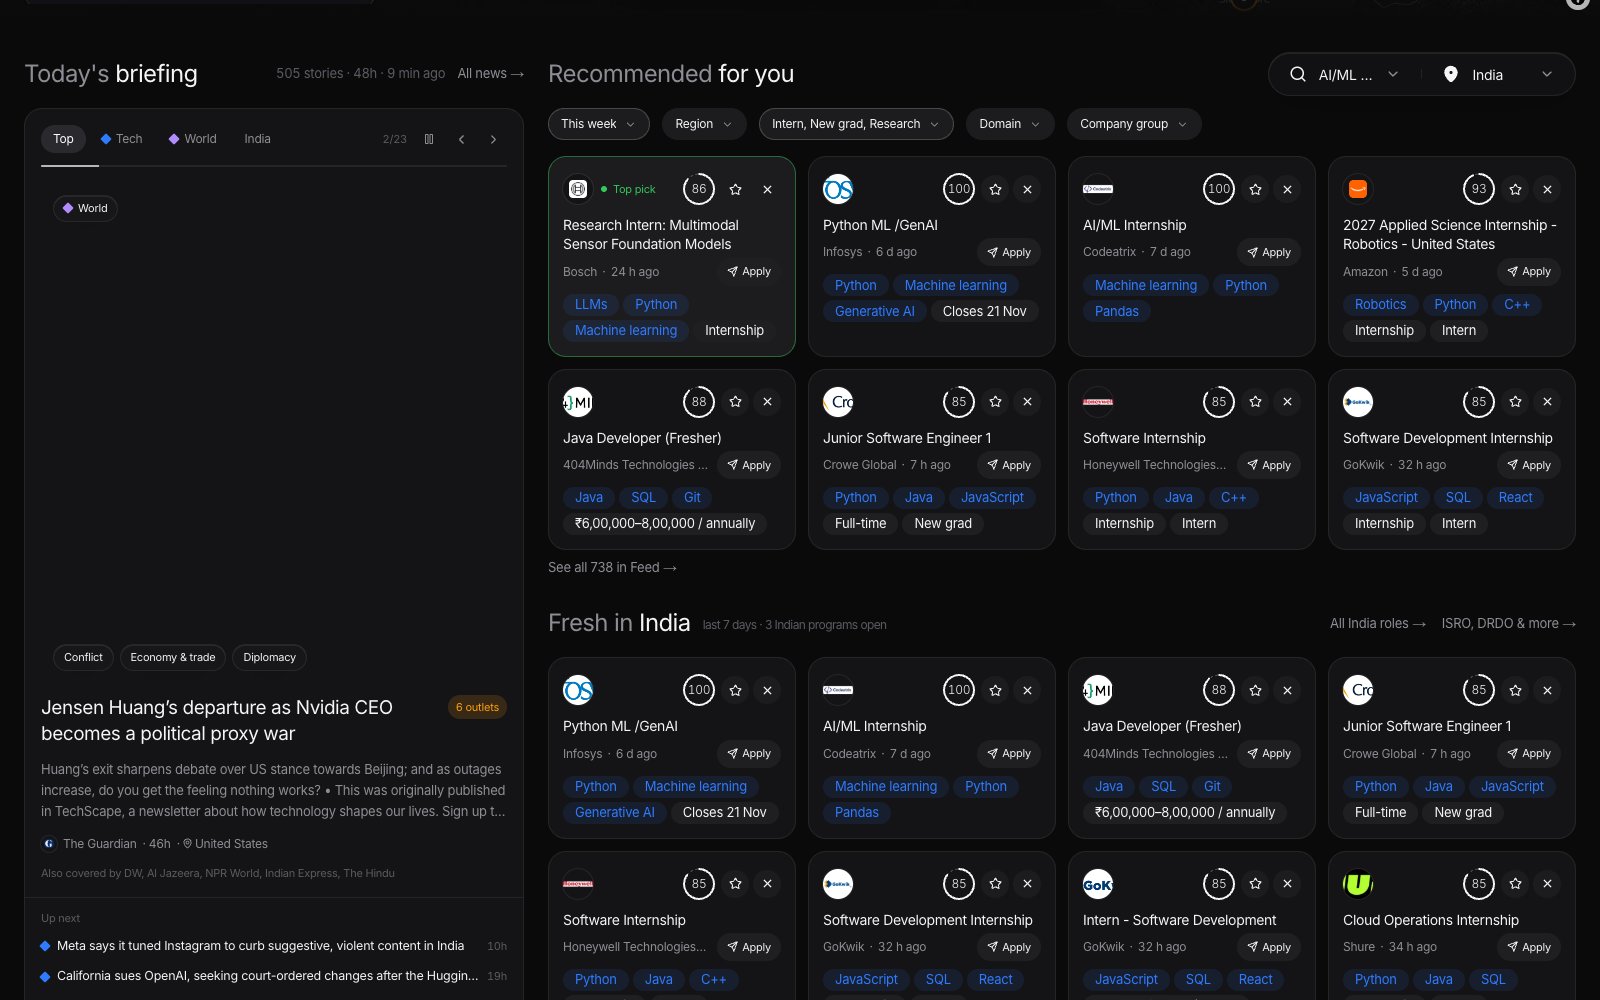 Today's briefing
505 stories · 48h · 9 min ago
All news →
Top
Tech
World
India
2/23
World
Conflict
Economy & trade
Diplomacy
Jensen Huang’s departure as Nvidia CEO
becomes a political proxy war
6 outlets
Huang’s exit sharpens debate over US stance towards Beijing; and as outages
increase, do you get the feeling nothing works? • This was originally published
in TechScape, a newsletter about how technology shapes our lives. Sign up t...
The Guardian · 46h · United States
Also covered by DW, Al Jazeera, NPR World, Indian Express, The Hindu
Up next
Meta says it tuned Instagram to curb suggestive, violent content in India
10h
California sues OpenAI, seeking court-ordered changes after the Huggin...
19h
Recommended for you
AI/ML ...
India
This week
Region
Intern, New grad, Research
Domain
Company group
Top pick
86
Research Intern: Multimodal
Sensor Foundation Models
Bosch · 24 h ago
Apply
LLMs
Python
Machine learning
Internship
100
Python ML /GenAI
Infosys · 6 d ago
Apply
Python
Machine learning
Generative AI
Closes 21 Nov
Codeatrix
100
AI/ML Internship
Codeatrix · 7 d ago
Apply
Machine learning
Python
Pandas
93
2027 Applied Science Internship -
Robotics - United States
Amazon · 5 d ago
Apply
Robotics
Python
C++
Internship
Intern
MI
88
Java Developer (Fresher)
404Minds Technologies ...
Apply
Java
SQL
Git
₹6,00,000–8,00,000 / annually
Cro
85
Junior Software Engineer 1
Crowe Global · 7 h ago
Apply
Python
Java
JavaScript
Full-time
New grad
Honeywell
85
Software Internship
Honeywell Technologies...
Apply
Python
Java
C++
Internship
Intern
GoKwik
85
Software Development Internship
GoKwik · 32 h ago
Apply
JavaScript
SQL
React
Internship
Intern
See all 738 in Feed →
Fresh in India
last 7 days · 3 Indian programs open
All India roles →
ISRO, DRDO & more →
100
Python ML /GenAI
Infosys · 6 d ago
Apply
Python
Machine learning
Generative AI
Closes 21 Nov
Codeatrix
100
AI/ML Internship
Codeatrix · 7 d ago
Apply
Machine learning
Python
Pandas
MI
88
Java Developer (Fresher)
404Minds Technologies ...
Apply
Java
SQL
Git
₹6,00,000–8,00,000 / annually
Cro
85
Junior Software Engineer 1
Crowe Global · 7 h ago
Apply
Python
Java
JavaScript
Full-time
New grad
Honeywell
85
Software Internship
Honeywell Technologies...
Apply
Python
Java
C++
GoKwik
85
Software Development Internship
GoKwik · 32 h ago
Apply
JavaScript
SQL
React
GoK
85
Intern - Software Development
GoKwik · 32 h ago
Apply
JavaScript
SQL
React
85
Cloud Operations Internship
Shure · 34 h ago
Apply
Python
Java
SQL